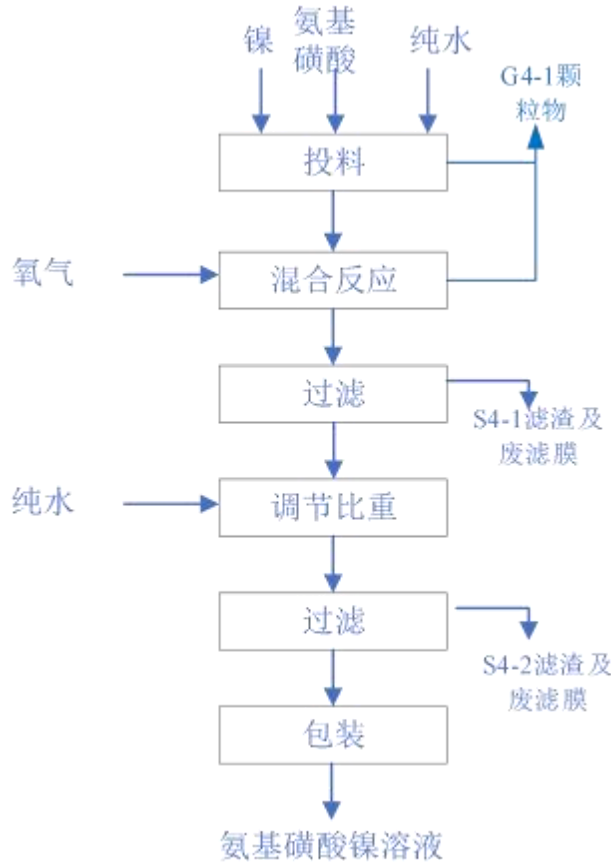 镍
氨基
磺酸
纯水
G4-1颗
粒物
投料
氧气
混合反应
过滤
S4-1滤渣及
废滤膜
纯水
调节比重
过滤
S4-2滤渣及
废滤膜
包装
氨基磺酸镍溶液